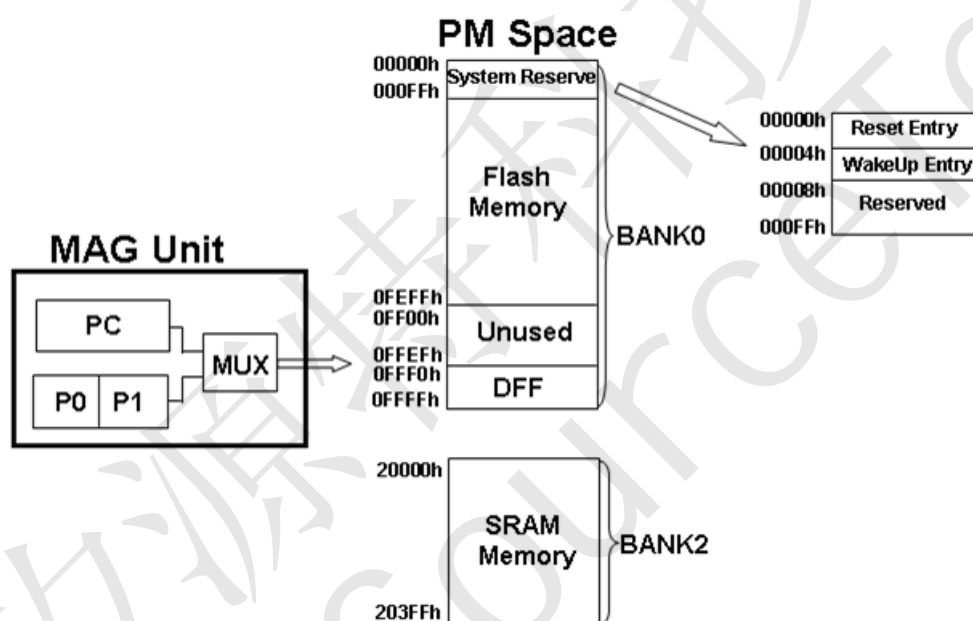 PM Space
00000h
System Reserve
000FFh
00000h
Reset Entry
00004h
WakeUp Entry
00008h
Reserved
000FFh
Flash
Memory
BANK0
MAG Unit
PC
P0 P1
MUX
0FEFFh
0FF00h
Unused
0FFEFh
0FFF0h
DFF
0FFFFh
20000h
SRAM
Memory
BANK2
203FFh